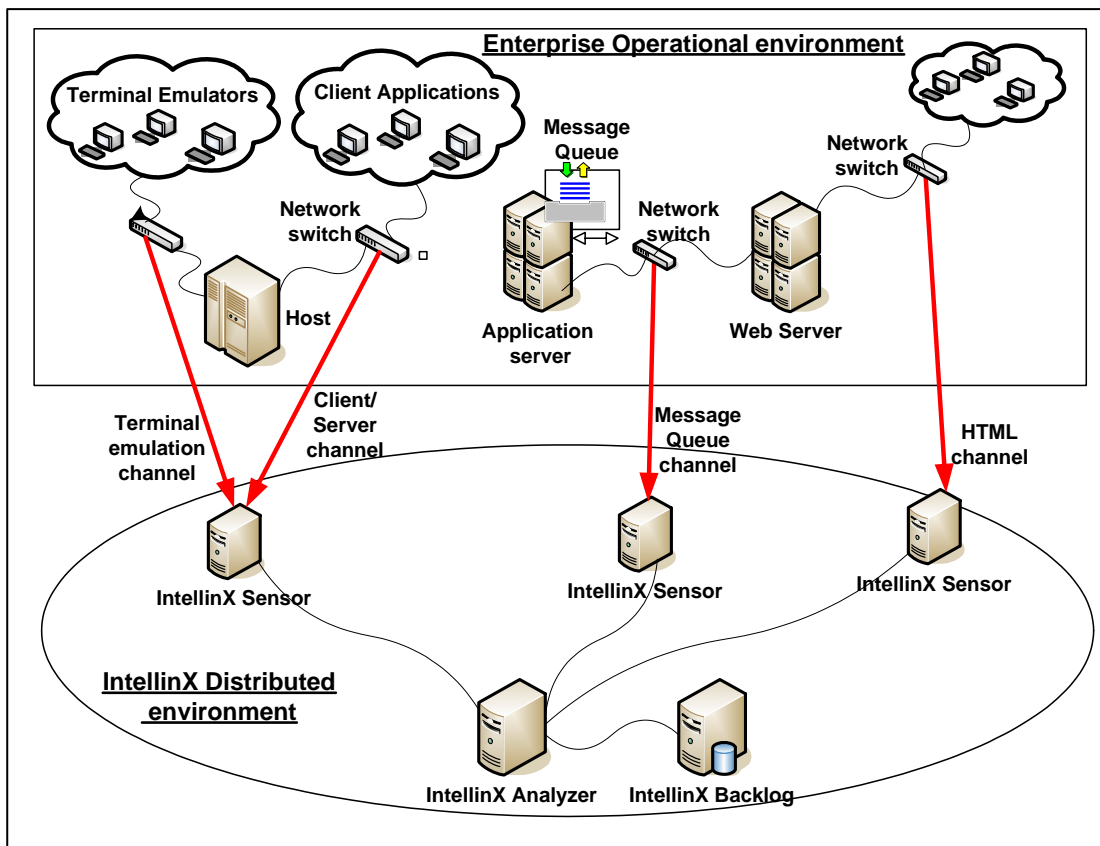 Enterprise Operational environment
Terminal Emulators
Client Applications
Message
Queue
Network
switch
Network
switch
Network
switch
Host
Application
server
Web Server
Terminal
emulation
channel
Client/
Server
channel
Message
Queue
channel
HTML
channel
IntellinX Sensor
IntellinX Sensor
IntellinX Sensor
IntellinX Distributed
environment
IntellinX Analyzer
IntellinX Backlog